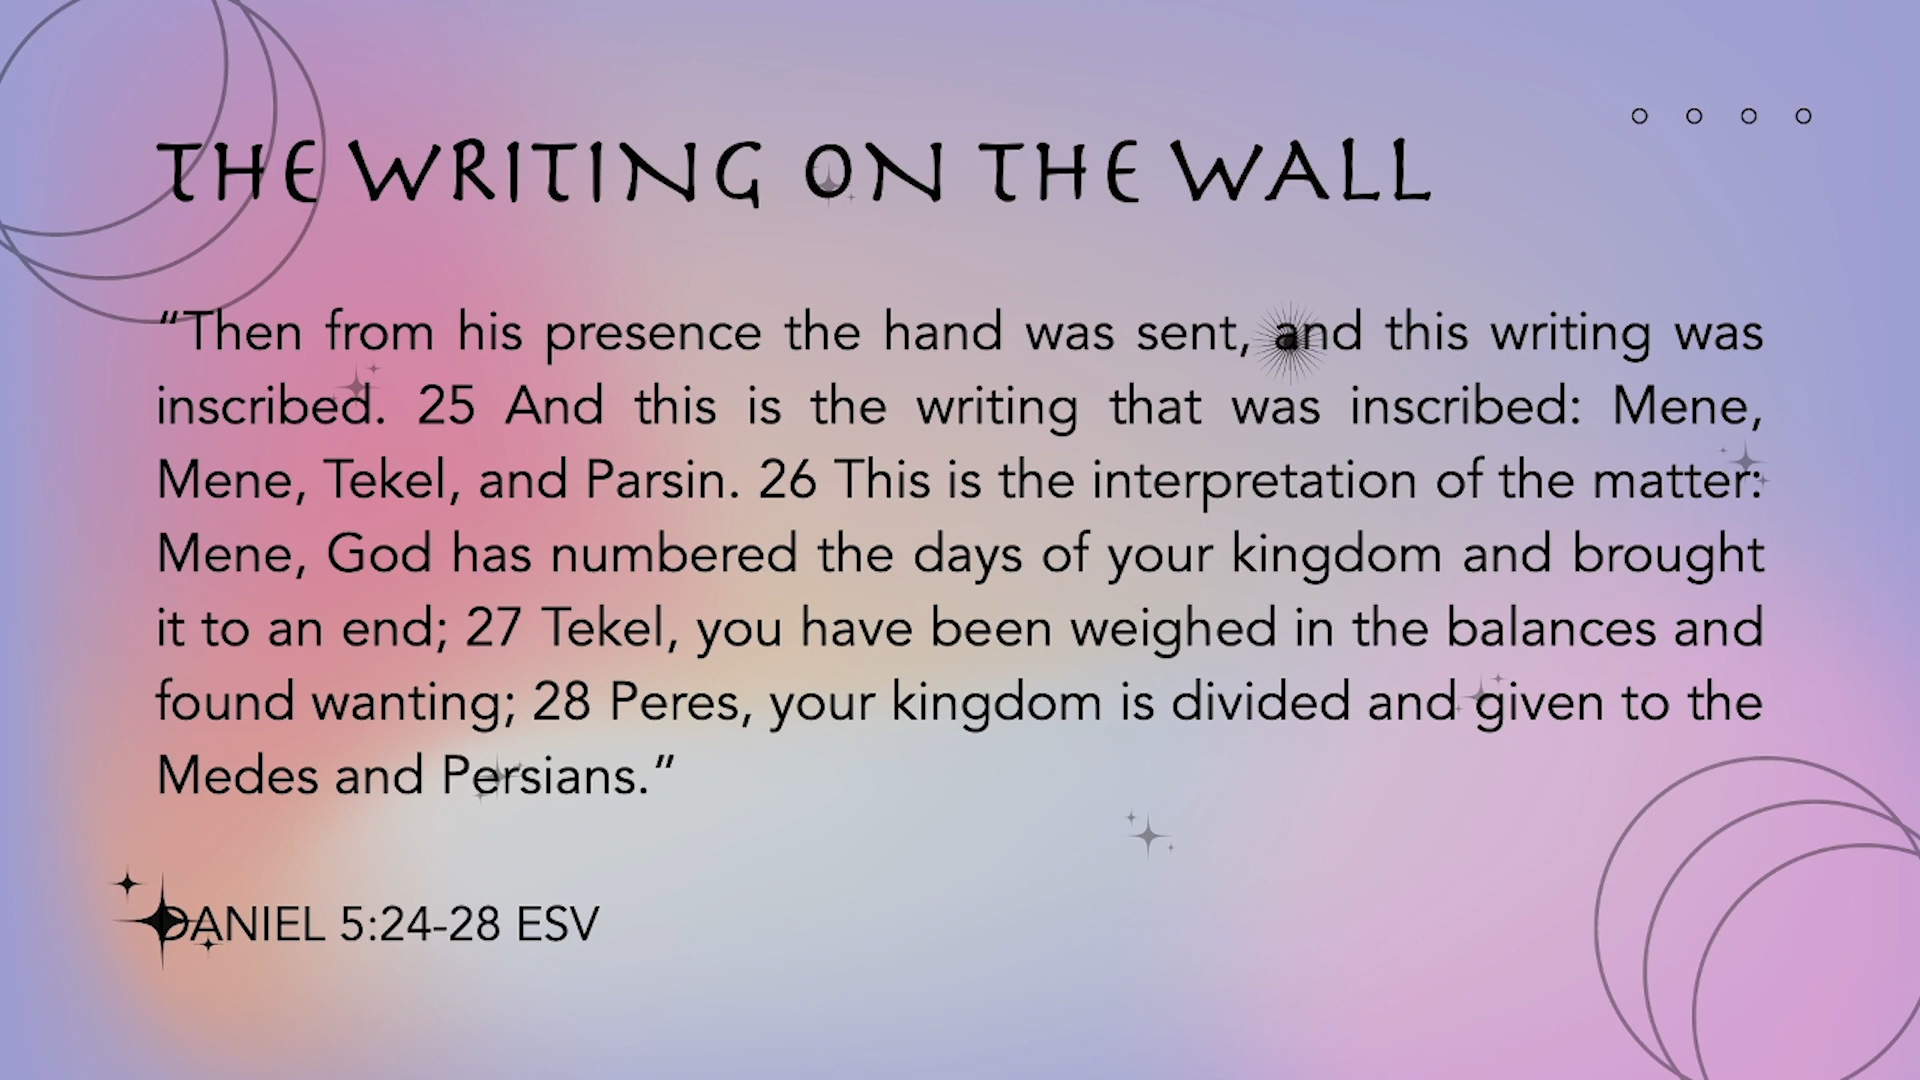 THE WRITING ON THE WALL
“Then from his presence the hand was sent, and this writing was
inscribed. 25 And this is the writing that was inscribed: Mene,
Mene, Tekel, and Parsin. 26 This is the interpretation of the matter:
Mene, God has numbered the days of your kingdom and brought
it to an end; 27 Tekel, you have been weighed in the balances and
found wanting; 28 Peres, your kingdom is divided and given to the
Medes and Persians.”
DANIEL 5:24-28 ESV